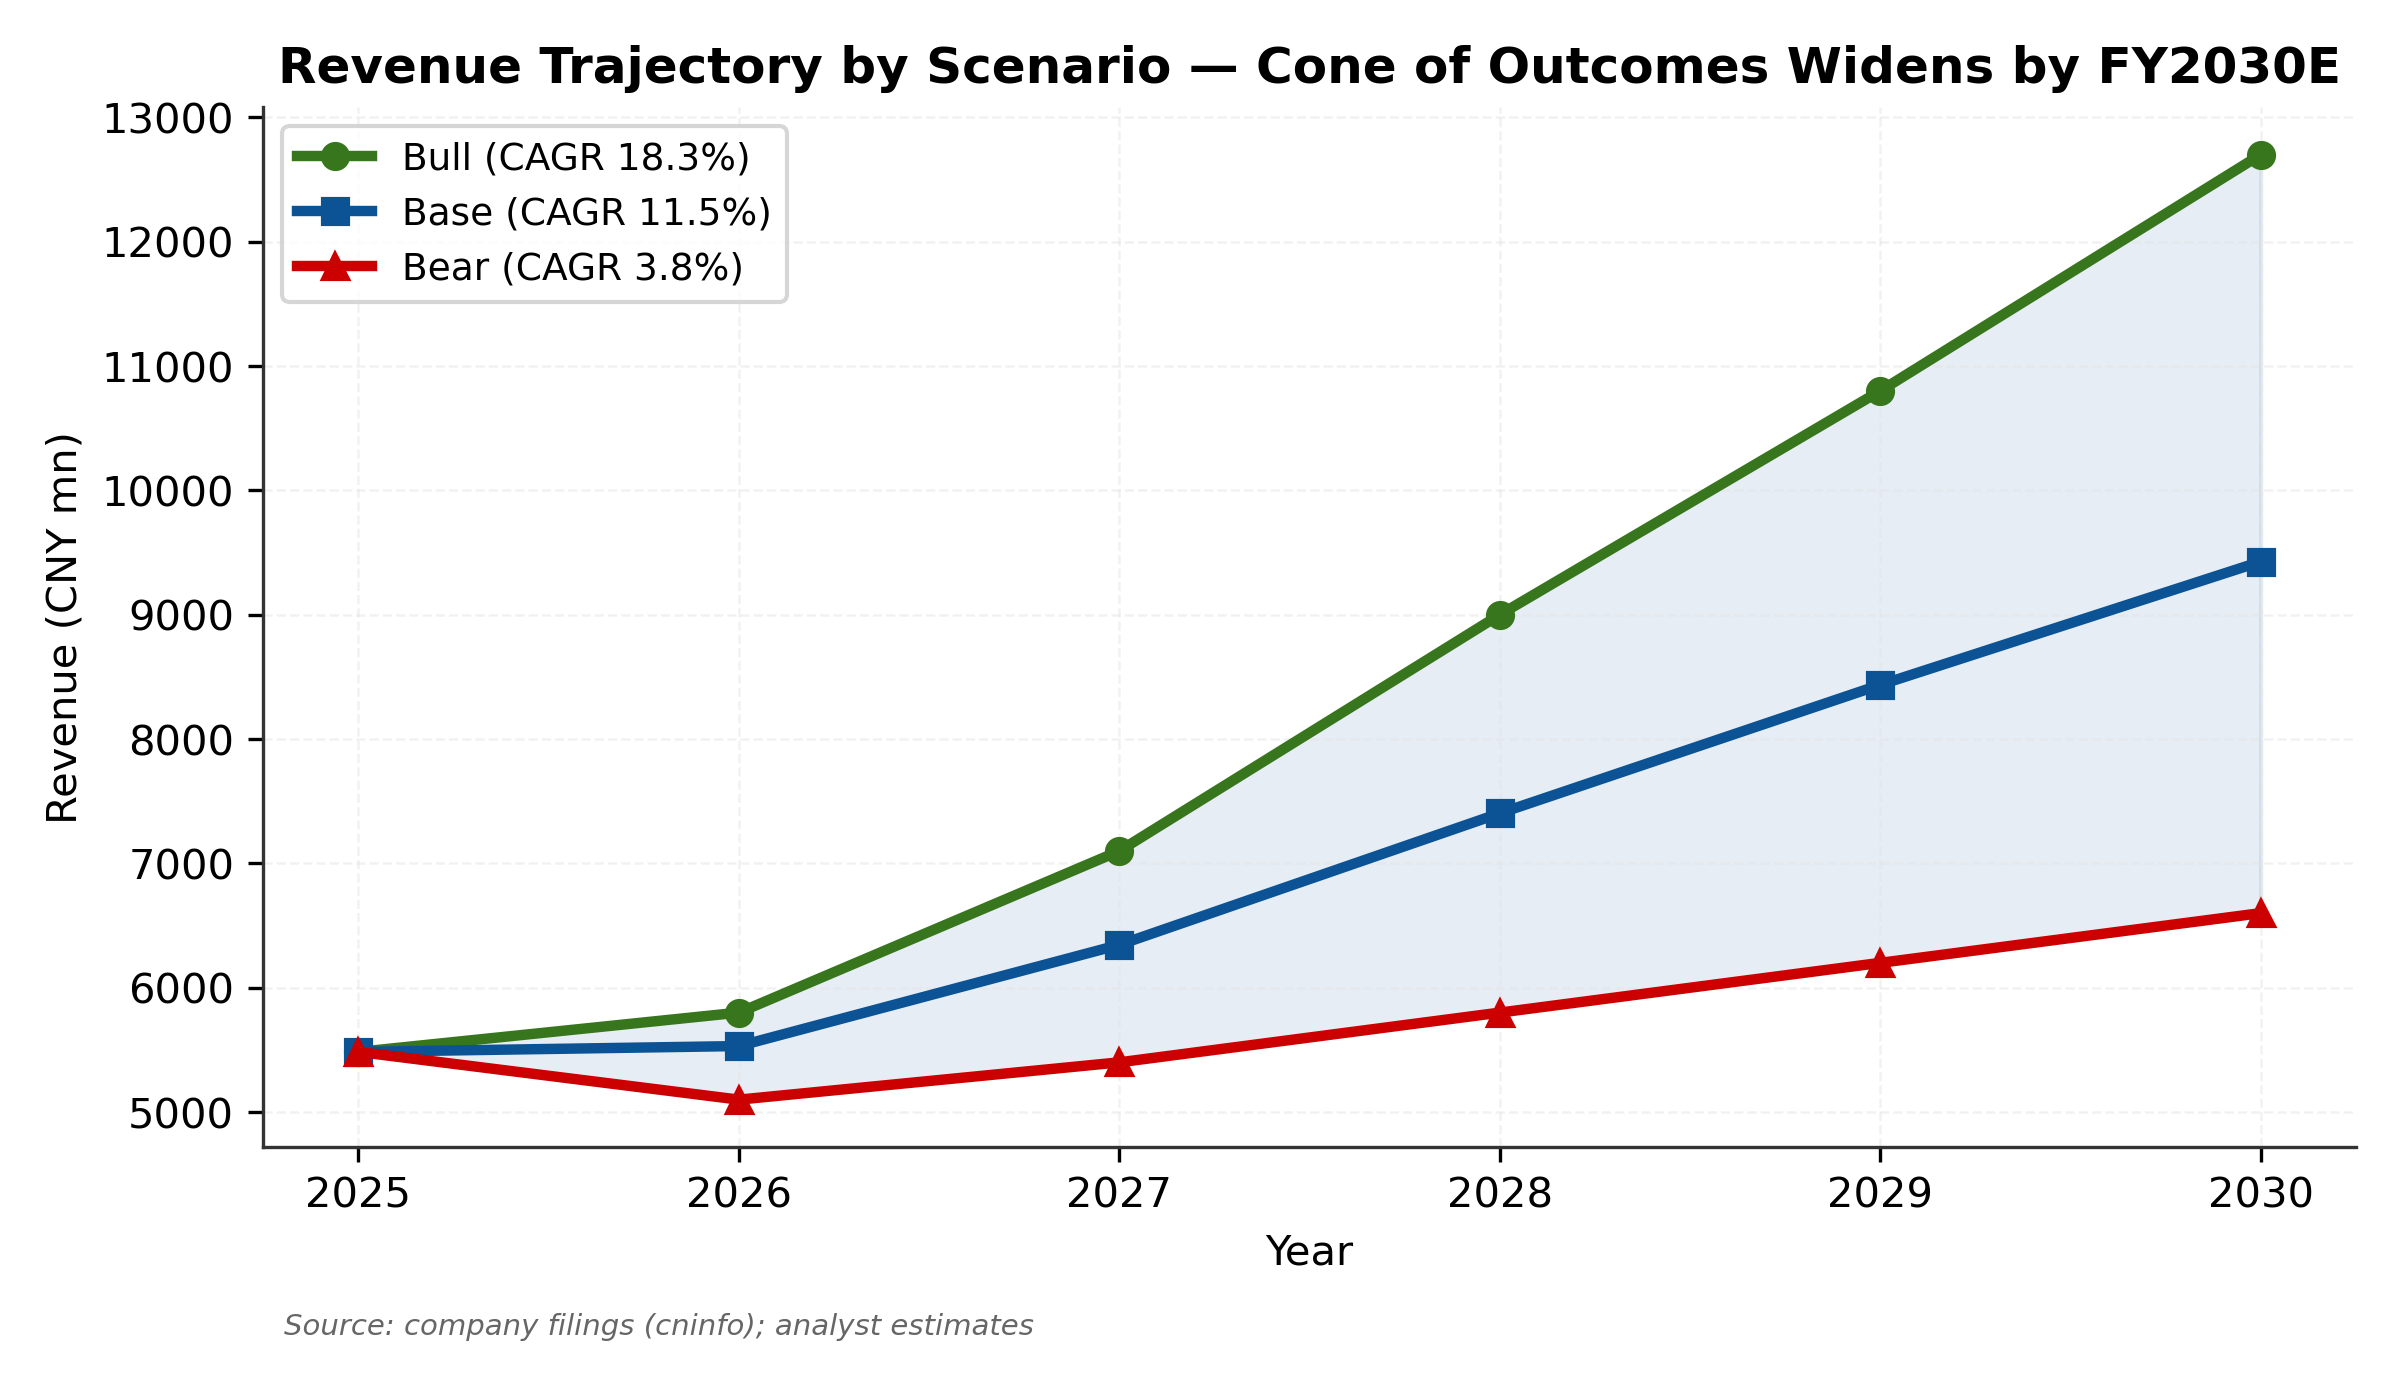 Revenue Trajectory by Scenario — Cone of Outcomes Widens by FY2030E
Bull (CAGR 18.3%)
Base (CAGR 11.5%)
Bear (CAGR 3.8%)
Revenue (CNY mn)
13000
12000
11000
10000
9000
8000
7000
6000
5000
2025 2026 2027 2028 2029 2030
Year
Source: company filings (cninfo); analyst estimates